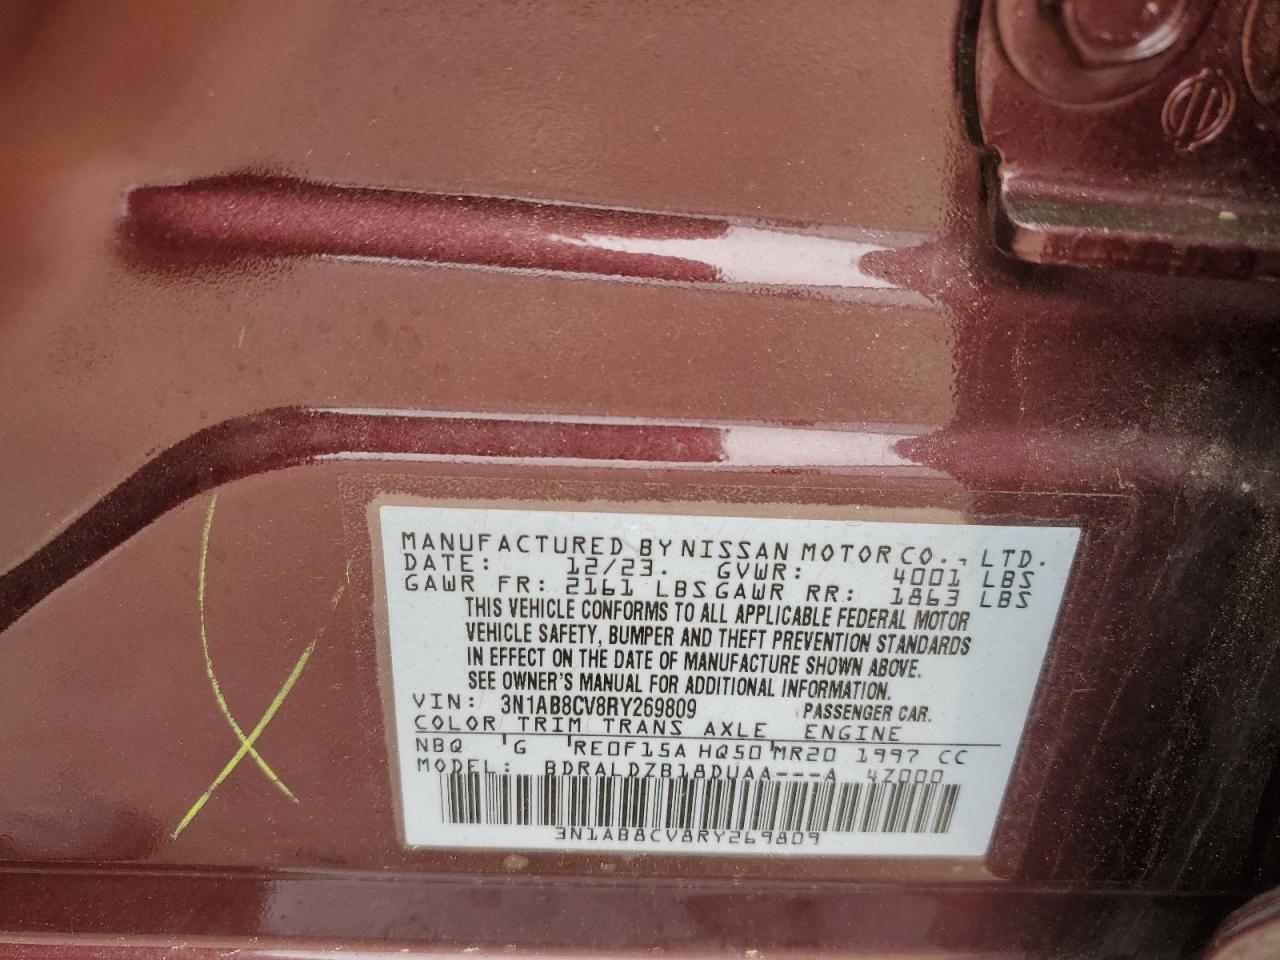 MANUFACTURED BY NISSAN MOTOR CO., LTD.
DATE: 12/23. GVWR: 4001 LBS
GAWR FR: 2161 LBS GAWR RR: 1863 LBS
THIS VEHICLE CONFORMS TO ALL APPLICABLE FEDERAL MOTOR
VEHICLE SAFETY, BUMPER AND THEFT PREVENTION STANDARDS
IN EFFECT ON THE DATE OF MANUFACTURE SHOWN ABOVE.
SEE OWNER'S MANUAL FOR ADDITIONAL INFORMATION.
VIN: 3N1AB8CV8RY269809 PASSENGER CAR.
COLOR TRIM TRANS AXLE ENGINE
NBQ G RE0F15A HQ50 MR20 1997 CC
MODEL: BDRALDZB18DUAA---A 4Z000
3N1AB8CV8RY269809